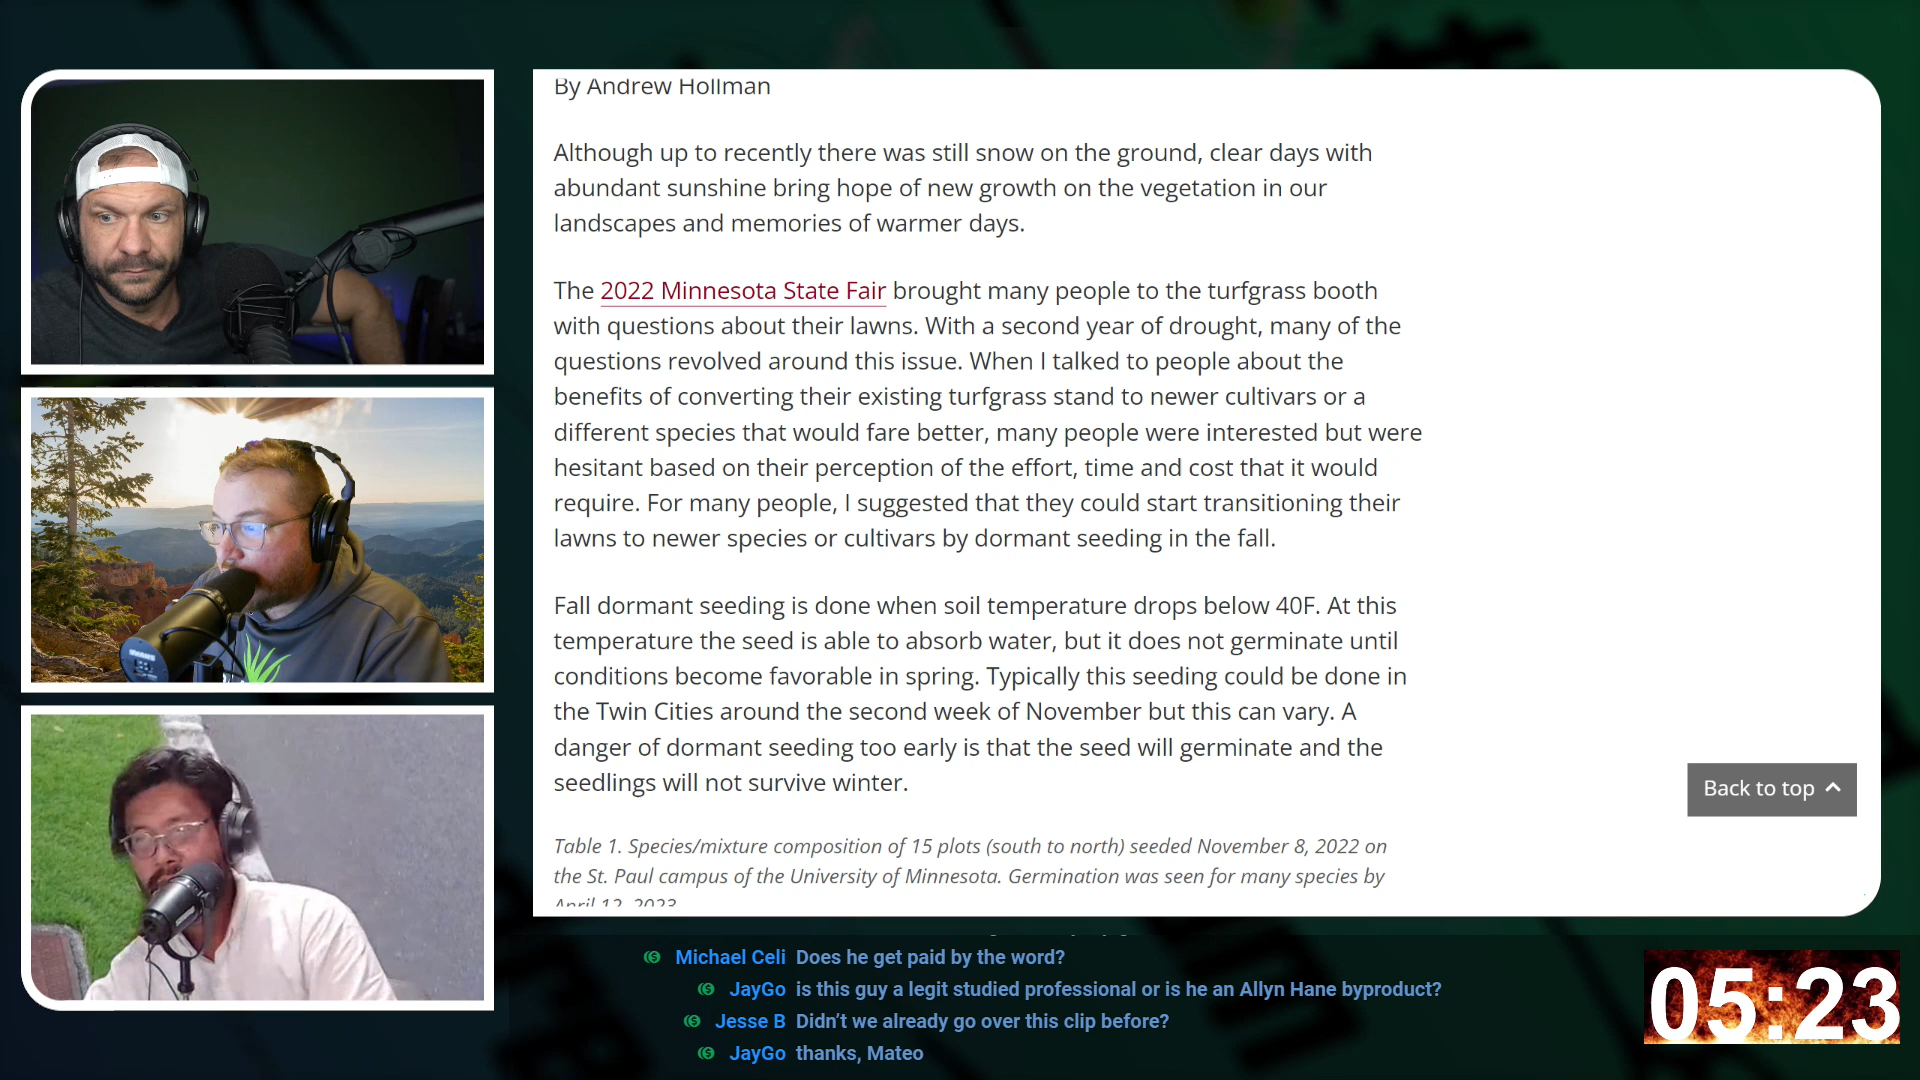 By Andrew Hollman
Although up to recently there was still snow on the ground, clear days with
abundant sunshine bring hope of new growth on the vegetation in our
landscapes and memories of warmer days.
The 2022 Minnesota State Fair brought many people to the turfgrass booth
with questions about their lawns. With a second year of drought, many of the
questions revolved around this issue. When I talked to people about the
benefits of converting their existing turfgrass stand to newer cultivars or a
different species that would fare better, many people were interested but were
hesitant based on their perception of the effort, time and cost that it would
require. For many people, I suggested that they could start transitioning their
lawns to newer species or cultivars by dormant seeding in the fall.
Fall dormant seeding is done when soil temperature drops below 40F. At this
temperature the seed is able to absorb water, but it does not germinate until
conditions become favorable in spring. Typically this seeding could be done in
the Twin Cities around the second week of November but this can vary. A
danger of dormant seeding too early is that the seed will germinate and the
seedlings will not survive winter.
Back to top
Table 1. Species/mixture composition of 15 plots (south to north) seeded November 8, 2022 on
the St. Paul campus of the University of Minnesota. Germination was seen for many species by
April 12, 2023
Michael Celi Does he get paid by the word?
JayGo is this guy a legit studied professional or is he an Allyn Hane byproduct?
Jesse B Didn't we already go over this clip before?
JayGo thanks, Mateo
05:23